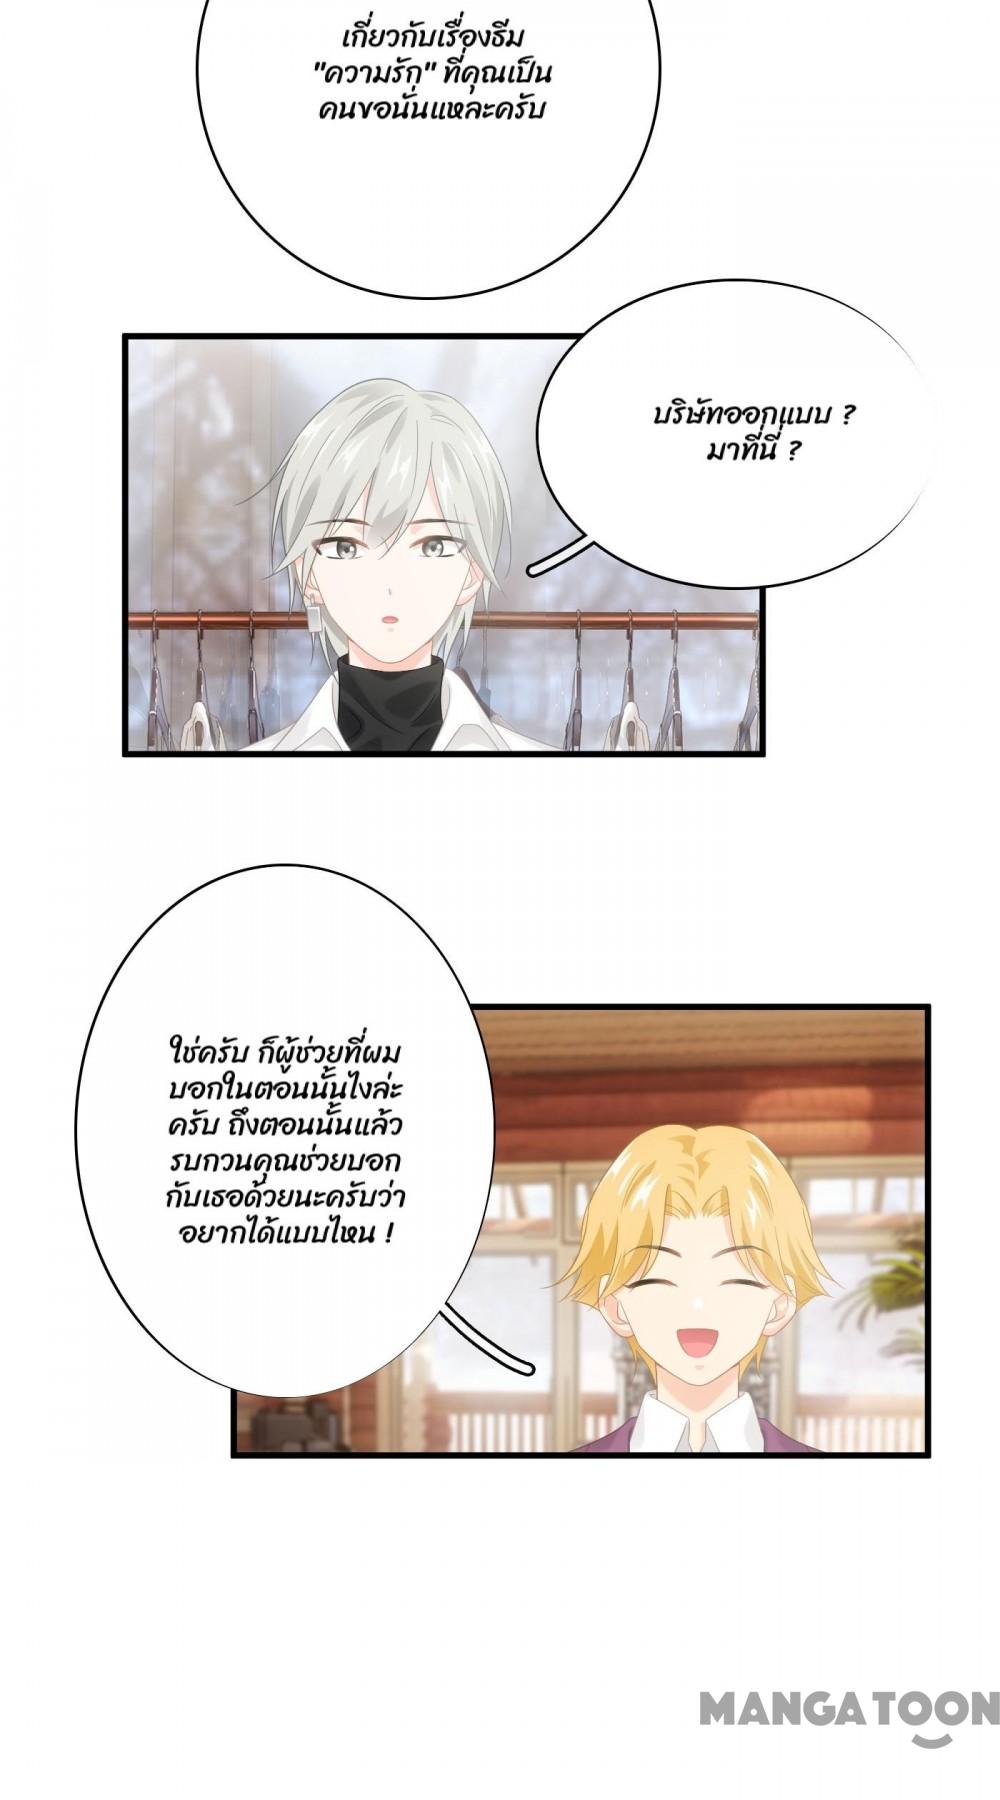 เกี่ยวกับเรื่องธีม
"ความรัก" ที่คุณเป็น
คนขอนั่นแหละครับ
บริษัทออกแบบ ?
มาที่นี่ ?
ใช่ครับ ก็ผู้ช่วยที่ผม
บอกในตอนนั้นไงล่ะ
ครับ ถึงตอนนั้นแล้ว
รบกวนคุณช่วยบอก
กับเธอด้วยนะครับว่า
อยากได้แบบไหน !
MANGATOON